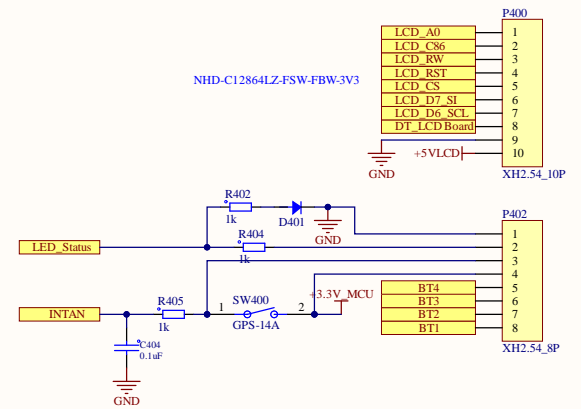 P400
LCD_A0 1
LCD_C86 2
LCD_RW 3
NHD-C12864LZ-FSW-FBW-3V3
LCD_RST 4
LCD_CS 5
LCD_D7_SI 6
LCD_D6_SCL 7
DT_LCD Board 8
9
+5VLCD 10
GND
XH2.54_10P
R402
1k
D401
GND
P402
1
LED_Status
R404
1k
2
3
4
+3.3V_MCU
BT4 5
BT3 6
BT2 7
BT1 8
XH2.54_8P
INTAN
R405
1k
1
SW400
2
GPS-14A
C404
0.1uF
GND